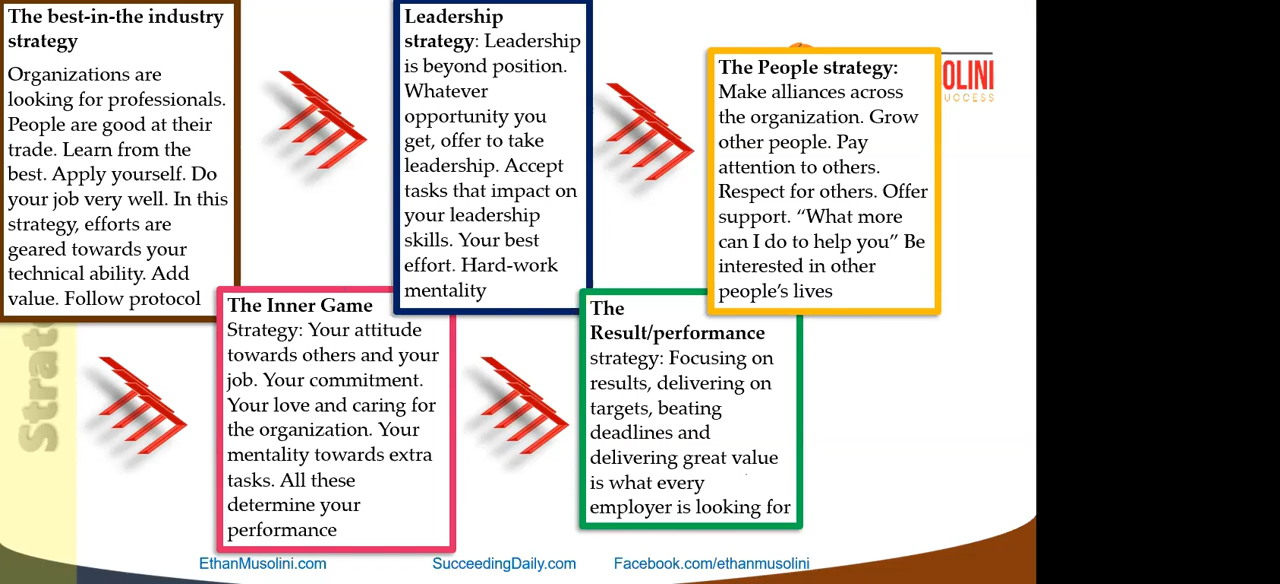 The best-in-the industry
strategy
Organizations are
looking for professionals.
People are good at their
trade. Learn from the
best. Apply yourself. Do
your job very well. In this
strategy, efforts are
geared towards your
technical ability. Add
value. Follow protocol
The Inner Game
Strategy: Your attitude
towards others and your
job. Your commitment.
Your love and caring for
the organization. Your
mentality towards extra
tasks. All these
determine your
performance
Leadership
strategy: Leadership
is beyond position.
Whatever
opportunity you
get, offer to take
leadership. Accept
tasks that impact on
your leadership
skills. Your best
effort. Hard-work
mentality
The
Result/performance
strategy: Focusing on
results, delivering on
targets, beating
deadlines and
delivering great value
is what every
employer is looking for
The People strategy:
Make alliances across
the organization. Grow
other people. Pay
attention to others.
Respect for others. Offer
support. “What more
can I do to help you” Be
interested in other
people’s lives
OLINI
UCCESS
Strat
EthanMusolini.com
SucceedingDaily.com
Facebook.com/ethanmusolini